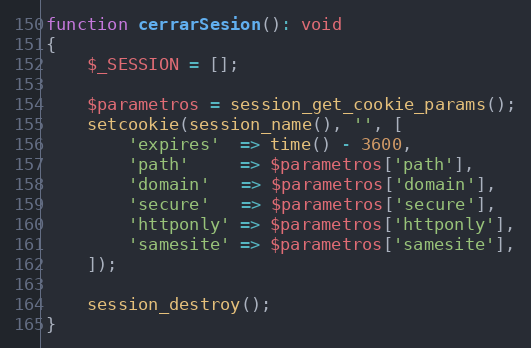 150 function cerrarSesion(): void
151 {
152     $_SESSION = [];
153
154     $parametros = session_get_cookie_params();
155     setcookie(session_name(), '', [
156         'expires'  => time() - 3600,
157         'path'     => $parametros['path'],
158         'domain'   => $parametros['domain'],
159         'secure'   => $parametros['secure'],
160         'httponly' => $parametros['httponly'],
161         'samesite' => $parametros['samesite'],
162     ]);
163
164     session_destroy();
165 }